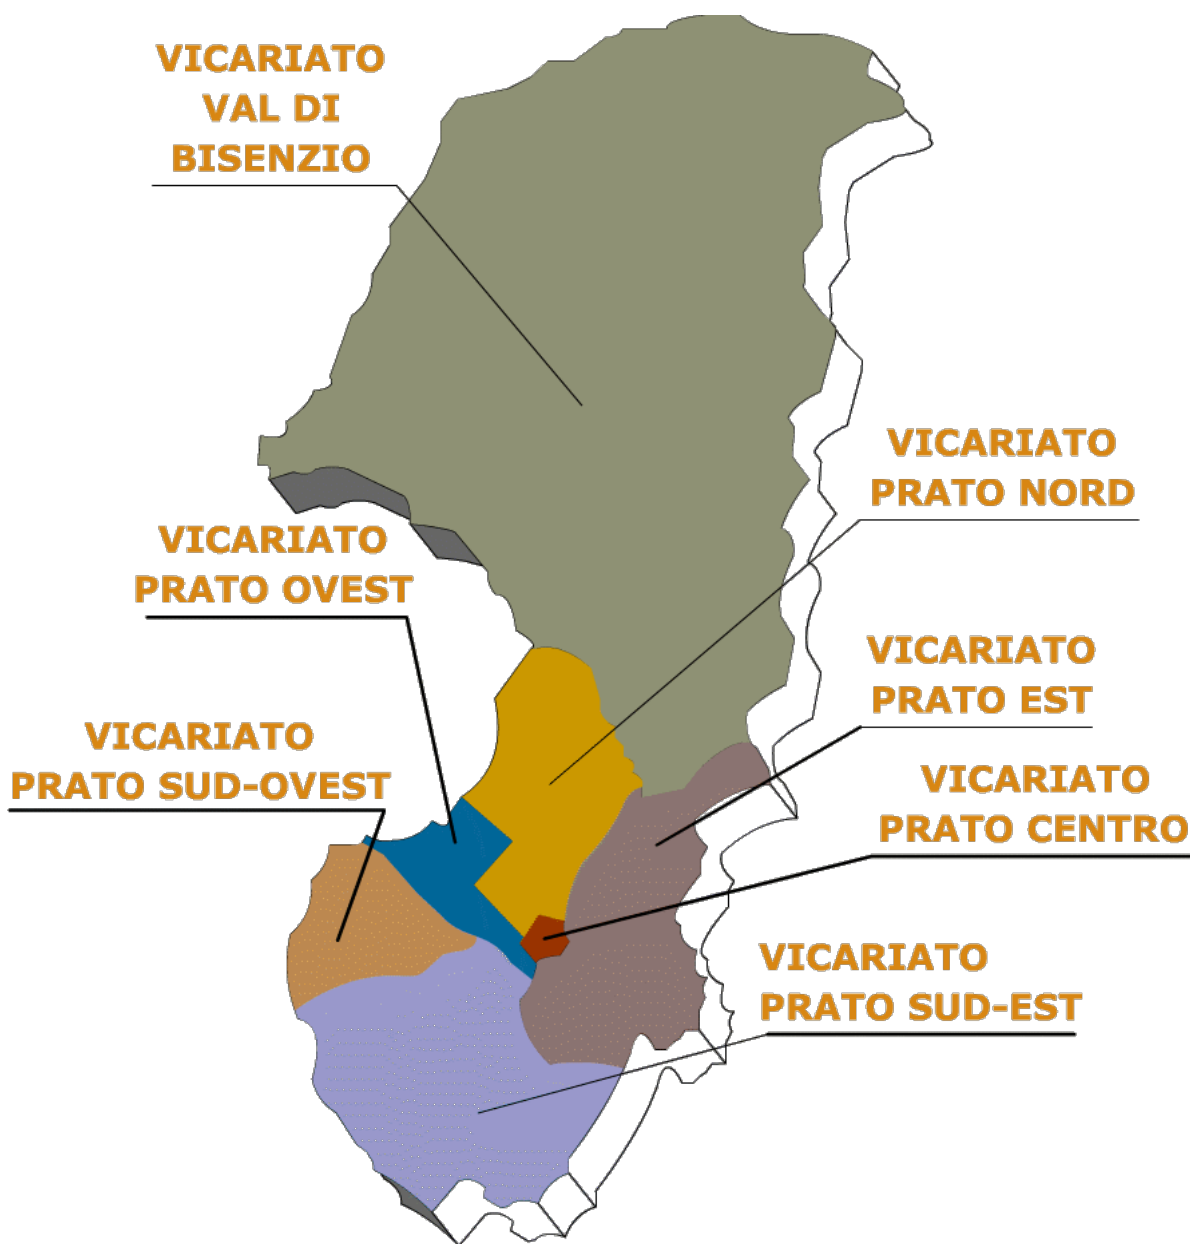 VICARIATO
VAL DI
BISENZIO
VICARIATO
PRATO NORD
VICARIATO
PRATO OVEST
VICARIATO
PRATO EST
VICARIATO
PRATO SUD-OVEST
VICARIATO
PRATO CENTRO
VICARIATO
PRATO SUD-EST